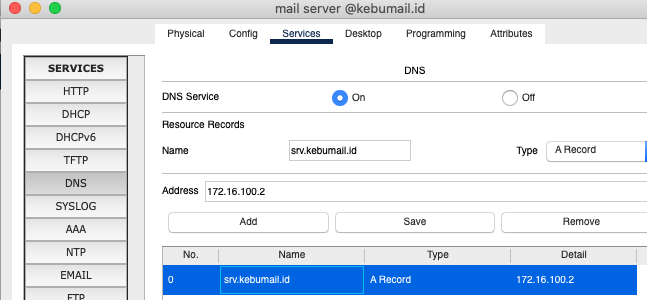 mail server @kebumail.id
Physical Config Services Desktop Programming Attributes
SERVICES
HTTP
DHCP
DHCPv6
TFTP
DNS
SYSLOG
AAA
NTP
EMAIL
FTP
DNS
DNS Service On Off
Resource Records
Name srv.kebumail.id Type A Record
Address 172.16.100.2
Add Save Remove
No. Name Type Detail
0 srv.kebumail.id A Record 172.16.100.2